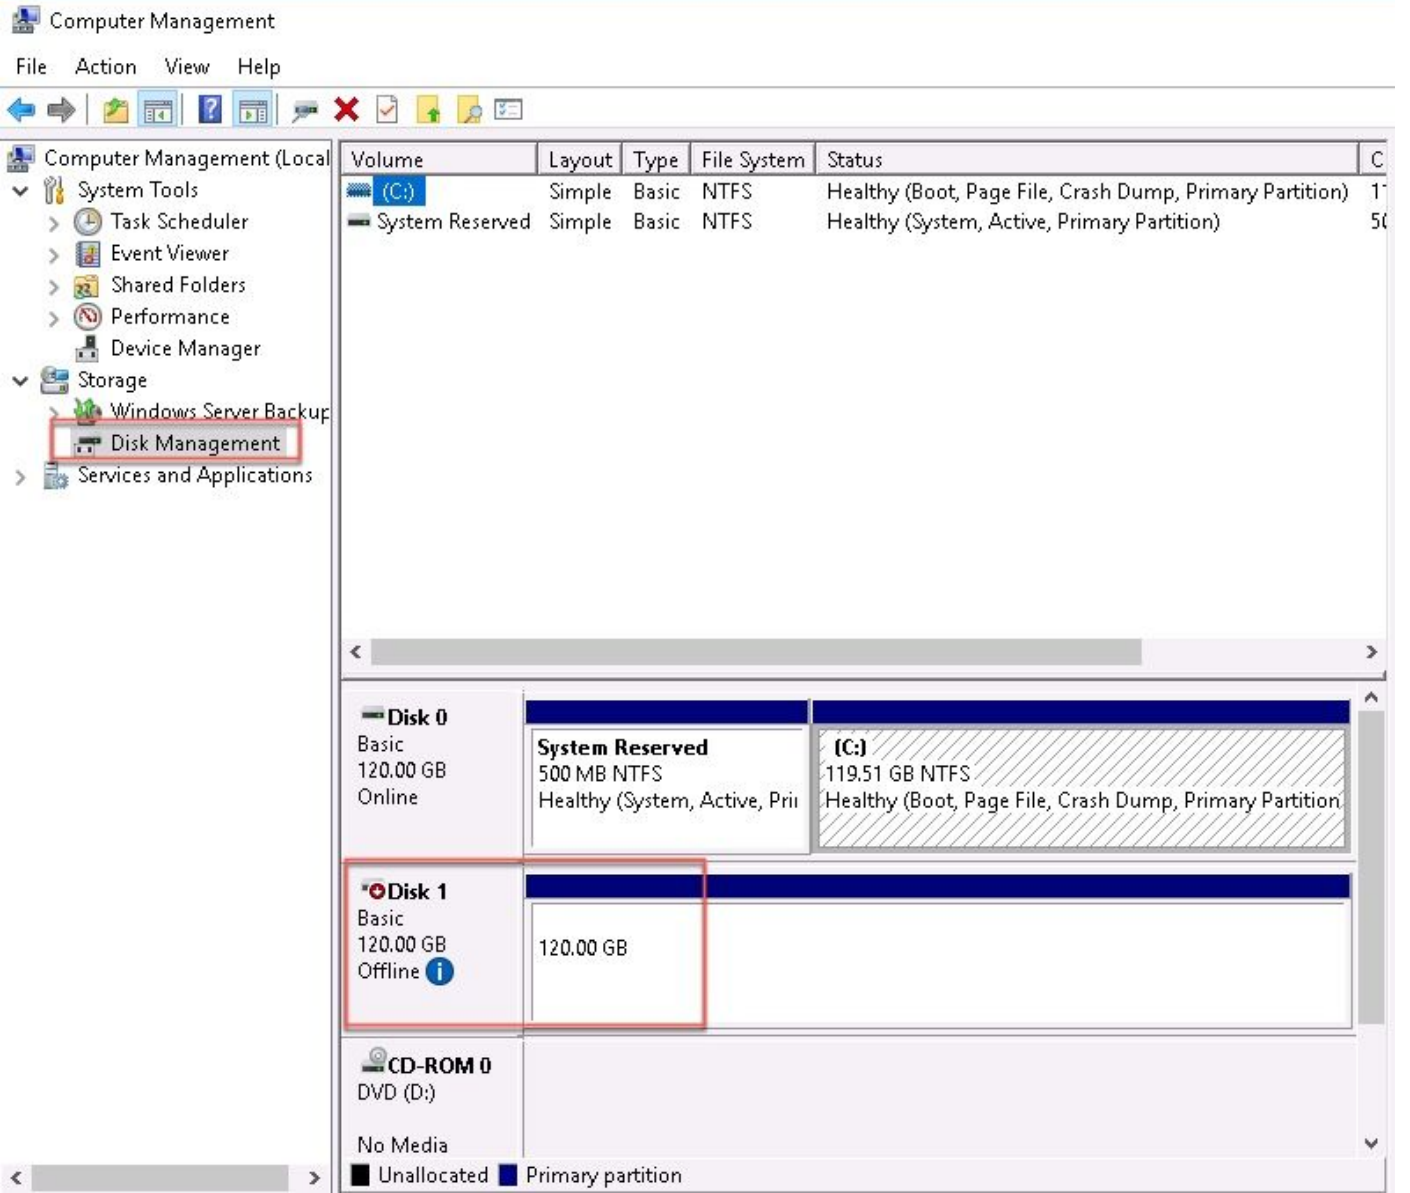 Computer Management
File Action View Help
Computer Management (Local
System Tools
Task Scheduler
Event Viewer
Shared Folders
Performance
Device Manager
Storage
Windows Server Backup
Disk Management
Services and Applications
Volume Layout Type File System Status C
(C:) Simple Basic NTFS Healthy (Boot, Page File, Crash Dump, Primary Partition) 1
System Reserved Simple Basic NTFS Healthy (System, Active, Primary Partition) 50
Disk 0
Basic
120.00 GB
Online
System Reserved
500 MB NTFS
Healthy (System, Active, Pri
(C:)
119.51 GB NTFS
Healthy (Boot, Page File, Crash Dump, Primary Partition
Disk 1
Basic
120.00 GB
Offline
120.00 GB
CD-ROM 0
DVD (D:)
No Media
Unallocated Primary partition